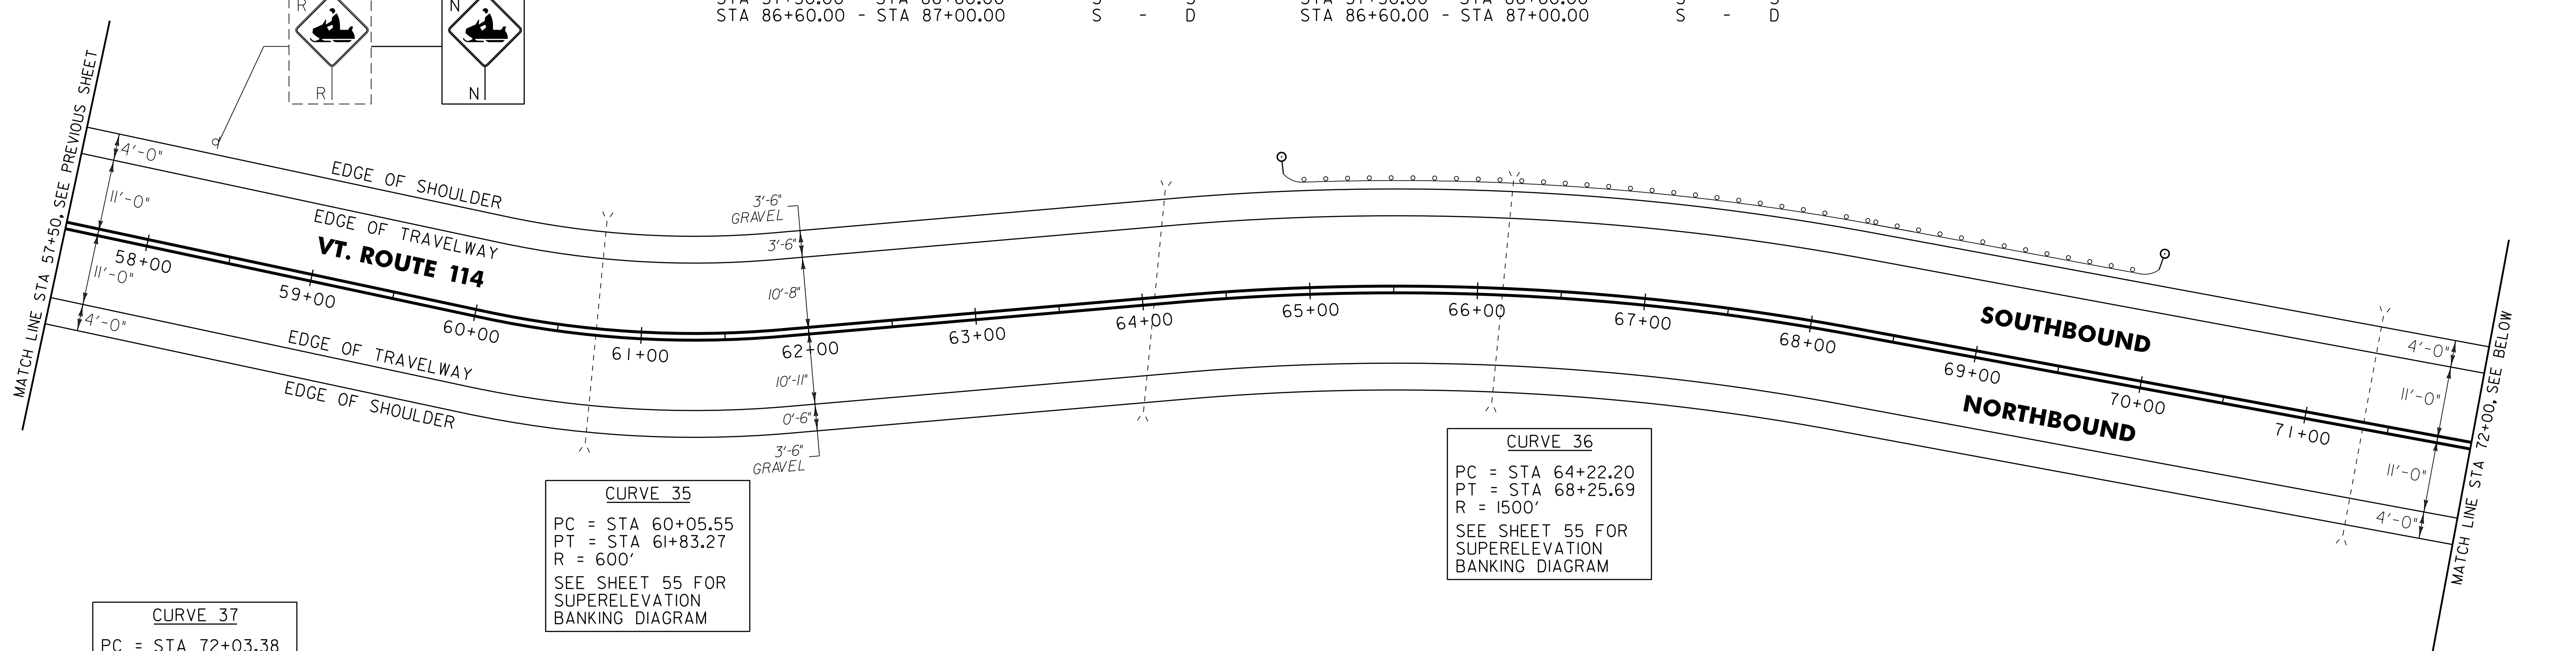 STA 86+60.00 - STA 87+00.00 S - D
STA 86+60.00 - STA 87+00.00 S - D
R
N
R
N
MATCH LINE STA 57+50, SEE PREVIOUS SHEET
4'-0"
11'-0"
11'-0"
4'-0"
EDGE OF SHOULDER
EDGE OF TRAVELWAY
VT. ROUTE 114
EDGE OF TRAVELWAY
EDGE OF SHOULDER
58+00
59+00
60+00
61+00
62+00
63+00
64+00
65+00
66+00
67+00
68+00
69+00
70+00
71+00
3'-6"
GRAVEL
3'-6"
10'-8"
10'-11"
0'-6"
3'-6"
GRAVEL
SOUTHBOUND
NORTHBOUND
4'-0"
11'-0"
11'-0"
4'-0"
MATCH LINE STA 72+00, SEE BELOW
CURVE 35
PC = STA 60+05.55
PT = STA 61+83.27
R = 600'
SEE SHEET 55 FOR
SUPERELEVATION
BANKING DIAGRAM
CURVE 36
PC = STA 64+22.20
PT = STA 68+25.69
R = 1500'
SEE SHEET 55 FOR
SUPERELEVATION
BANKING DIAGRAM
CURVE 37
PC = STA 72+03.38